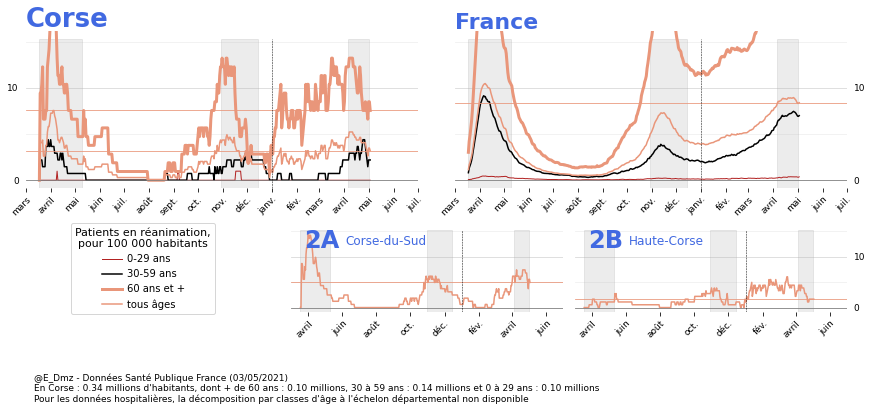 Corse
France
10
0
10
0
mars avril mai juin juil. août sept. oct. nov. déc. janv. fév. mars avril mai juin juil.
mars avril mai juin juil. août sept. oct. nov. déc. janv. fév. mars avril mai juin juil.
Patients en réanimation,
pour 100 000 habitants
0-29 ans
30-59 ans
60 ans et +
tous âges
2A Corse-du-Sud
2B Haute-Corse
10
0
avril juin août oct. déc. fév. avril juin
avril juin août oct. déc. fév. avril juin
@E_Dmz - Données Santé Publique France (03/05/2021)
En Corse : 0.34 millions d'habitants, dont + de 60 ans : 0.10 millions, 30 à 59 ans : 0.14 millions et 0 à 29 ans : 0.10 millions
Pour les données hospitalières, la décomposition par classes d'âge à l'échelon départemental non disponible